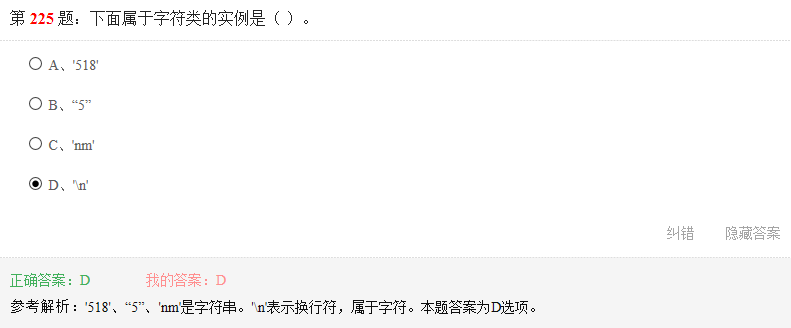 第 225 题：下面属于字符类的实例是（ ）。
A、'518'
B、“5”
C、'nm'
D、'\n'
纠错 隐藏答案
正确答案：D 我的答案：D
参考解析：'518'、“5”、'nm'是字符串。'\n'表示换行符，属于字符。本题答案为D选项。